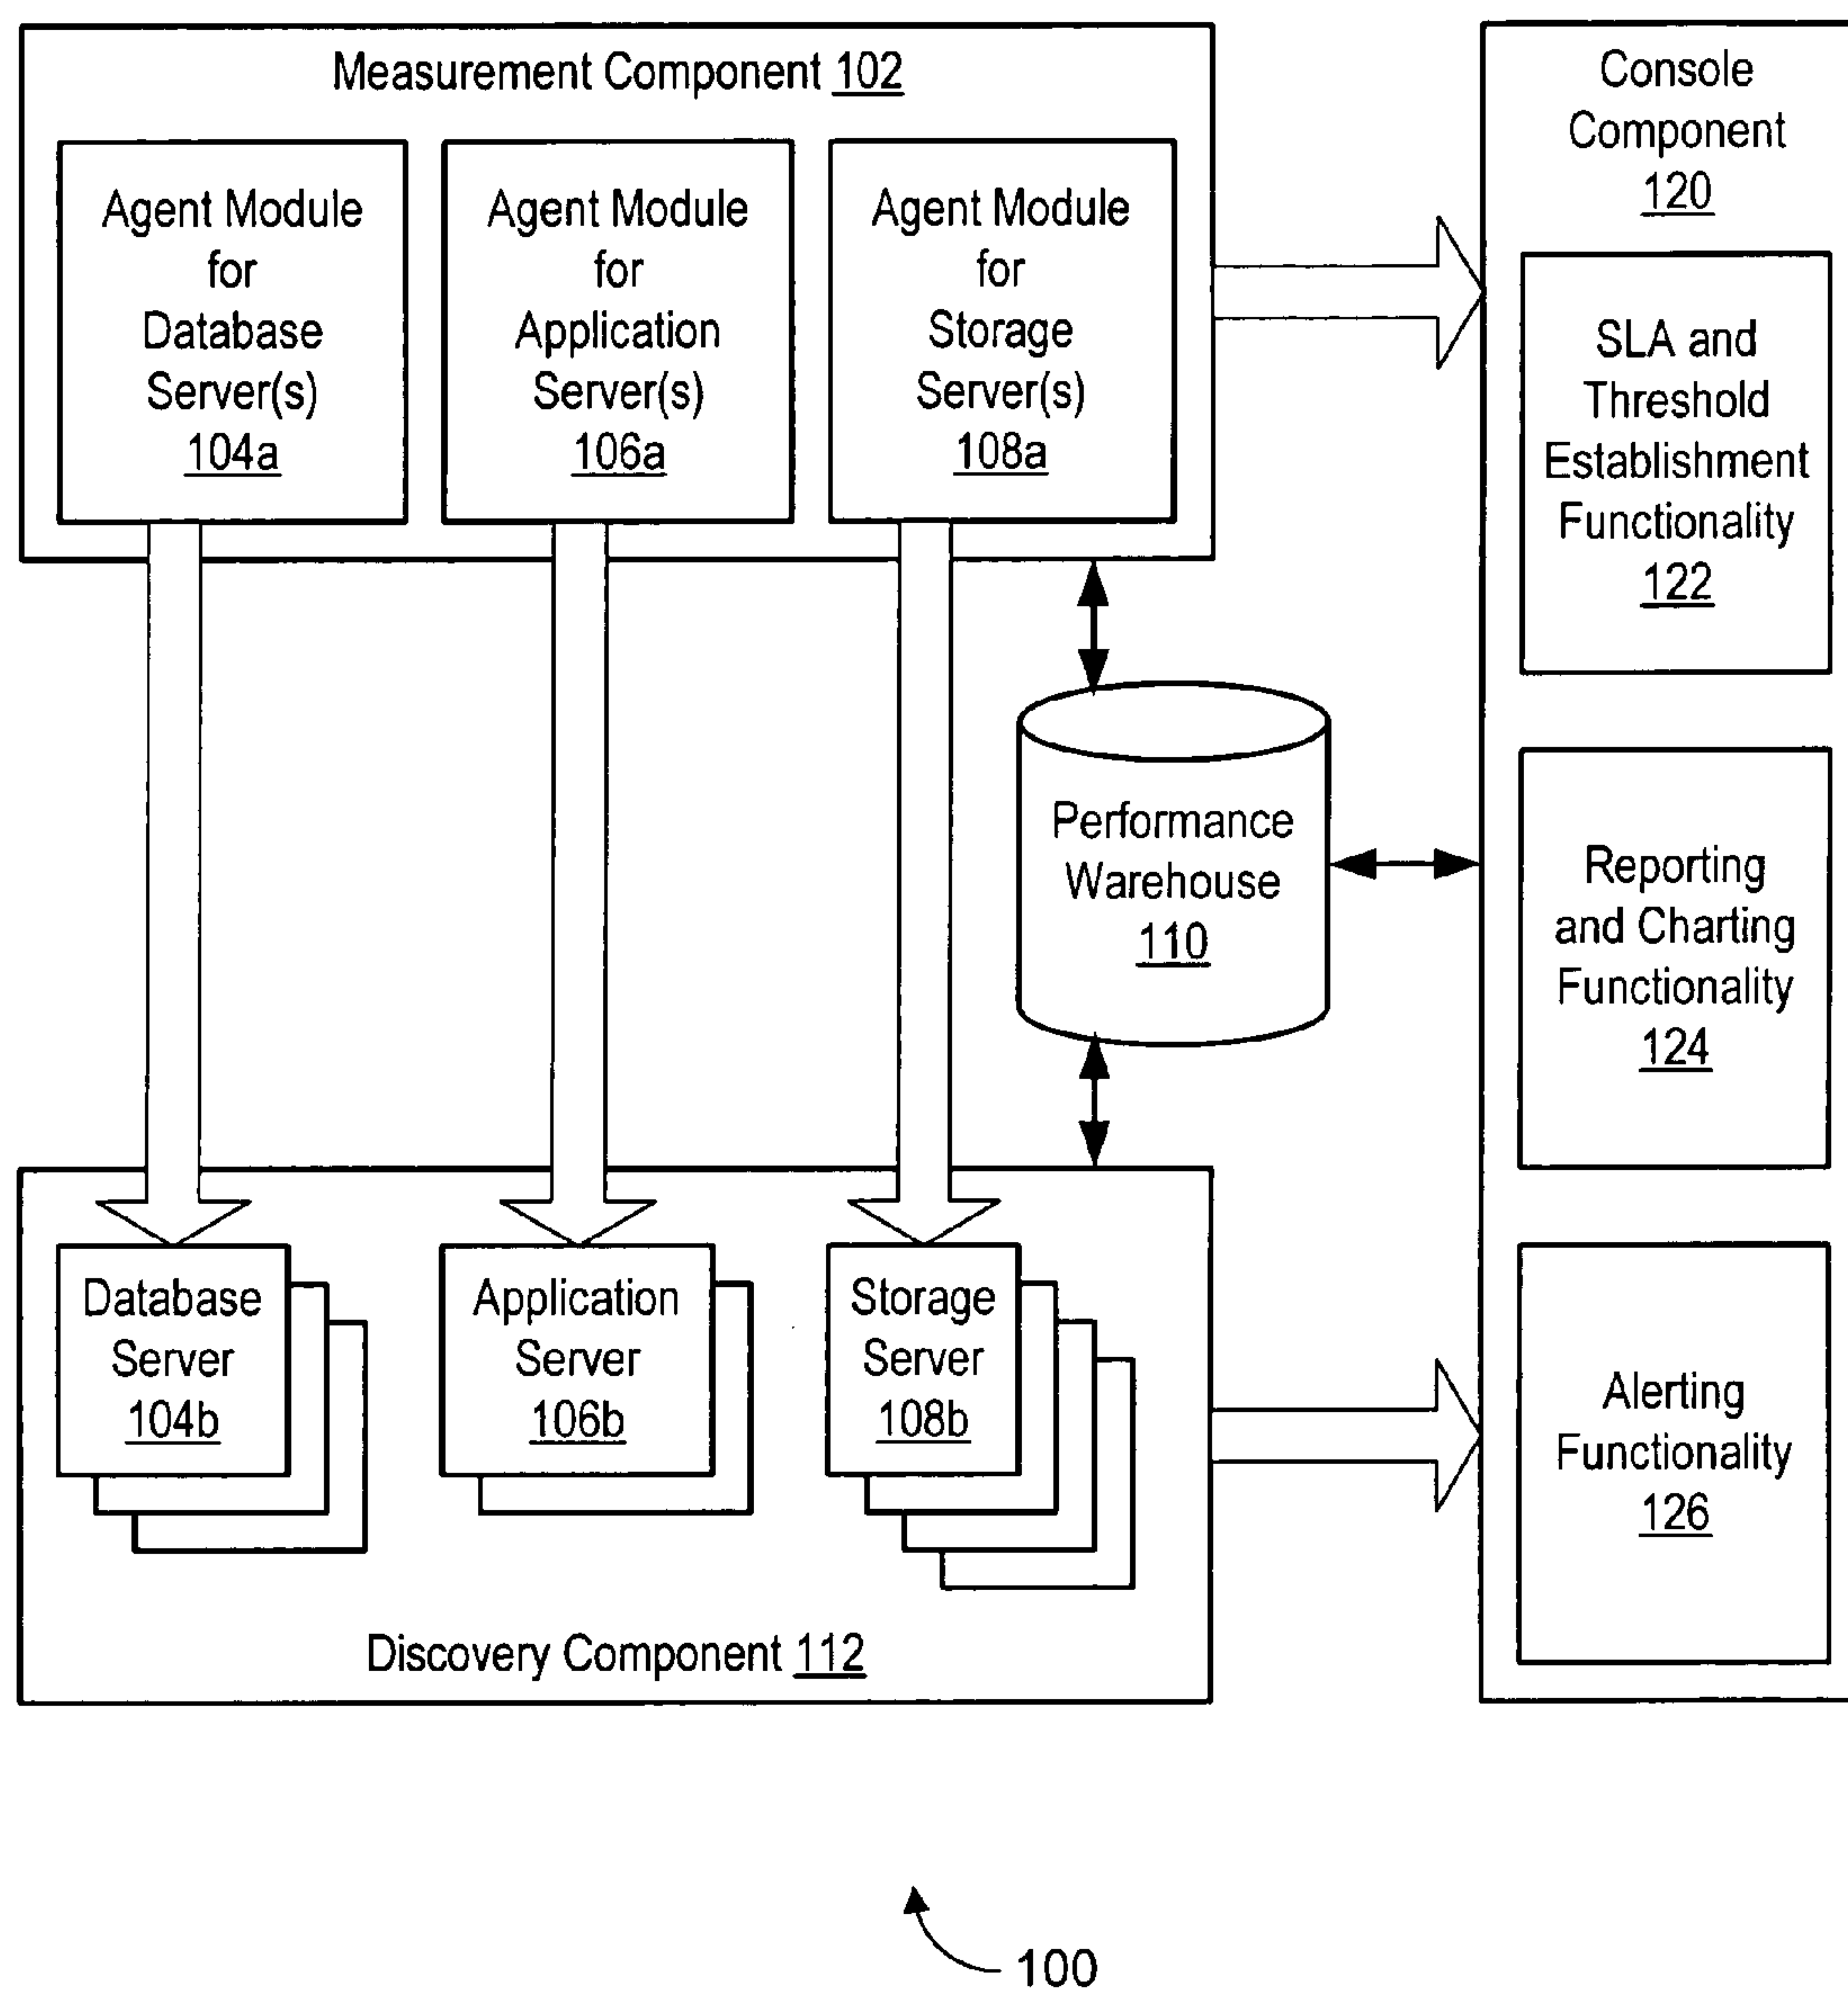 Measurement Component 102
Agent Module
for
Database
Server(s)
104a
Agent Module
for
Application
Server(s)
106a
Agent Module
for
Storage
Server(s)
108a
Console
Component
120
SLA and
Threshold
Establishment
Functionality
122
Performance
Warehouse
110
Reporting
and Charting
Functionality
124
Database
Server
104b
Application
Server
106b
Storage
Server
108b
Alerting
Functionality
126
Discovery Component 112
100